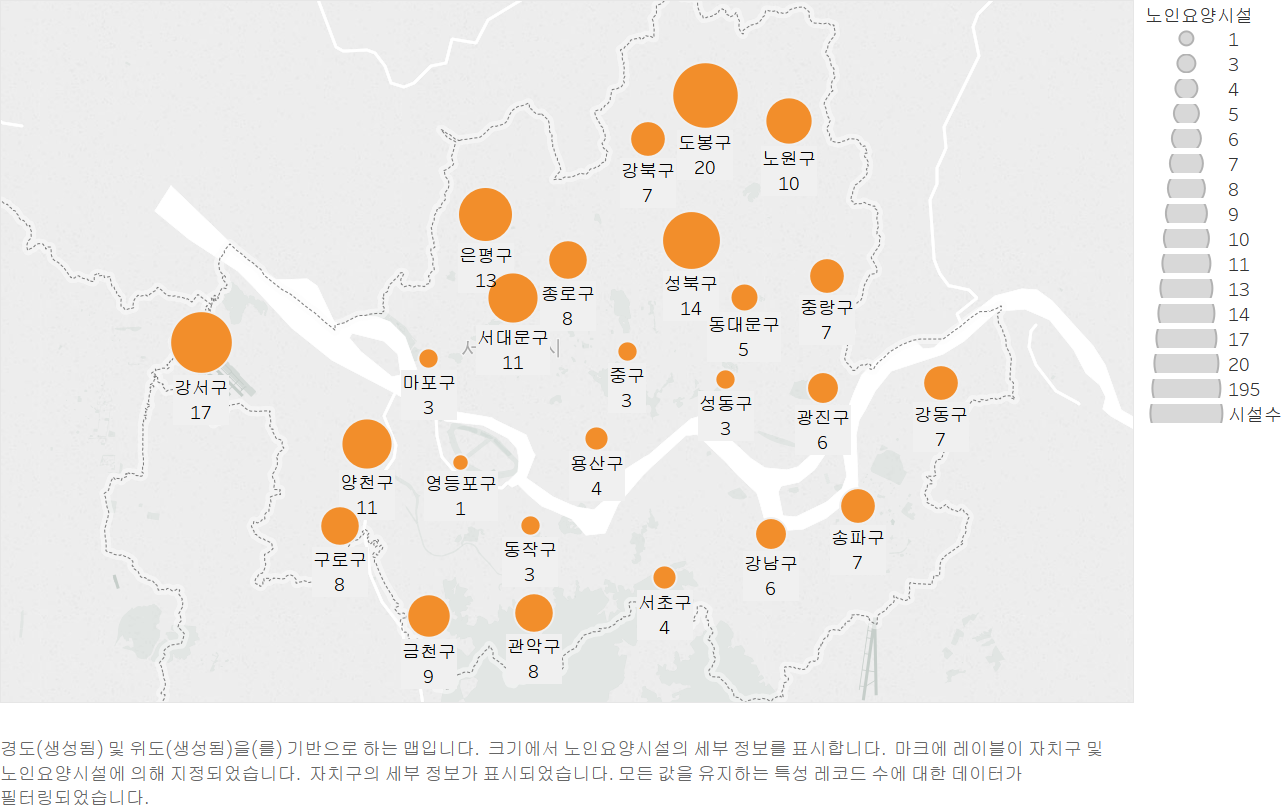 노인요양시설
1
3
4
5
6
7
8
9
10
11
13
14
17
20
195
시설수
도봉구
20
노원구
10
강북구
7
은평구
13
종로구
8
성북구
14
중랑구
7
동대문구
5
서대문구
11
강서구
17
마포구
3
중구
3
성동구
3
광진구
6
강동구
7
양천구
11
영등포구
1
용산구
4
구로구
8
동작구
3
강남구
6
송파구
7
서초구
4
금천구
9
관악구
8
경도(생성됨) 및 위도(생성됨)을(를) 기반으로 하는 맵입니다. 크기에서 노인요양시설의 세부 정보를 표시합니다. 마크에 레이블이 자치구 및
노인요양시설에 의해 지정되었습니다. 자치구의 세부 정보가 표시되었습니다. 모든 값을 유지하는 특성 레코드 수에 대한 데이터가
필터링되었습니다.